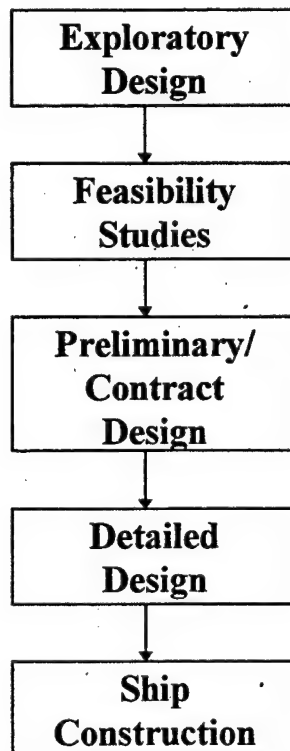 Exploratory
Design
Feasibility
Studies
Preliminary/
Contract
Design
Detailed
Design
Ship
Construction